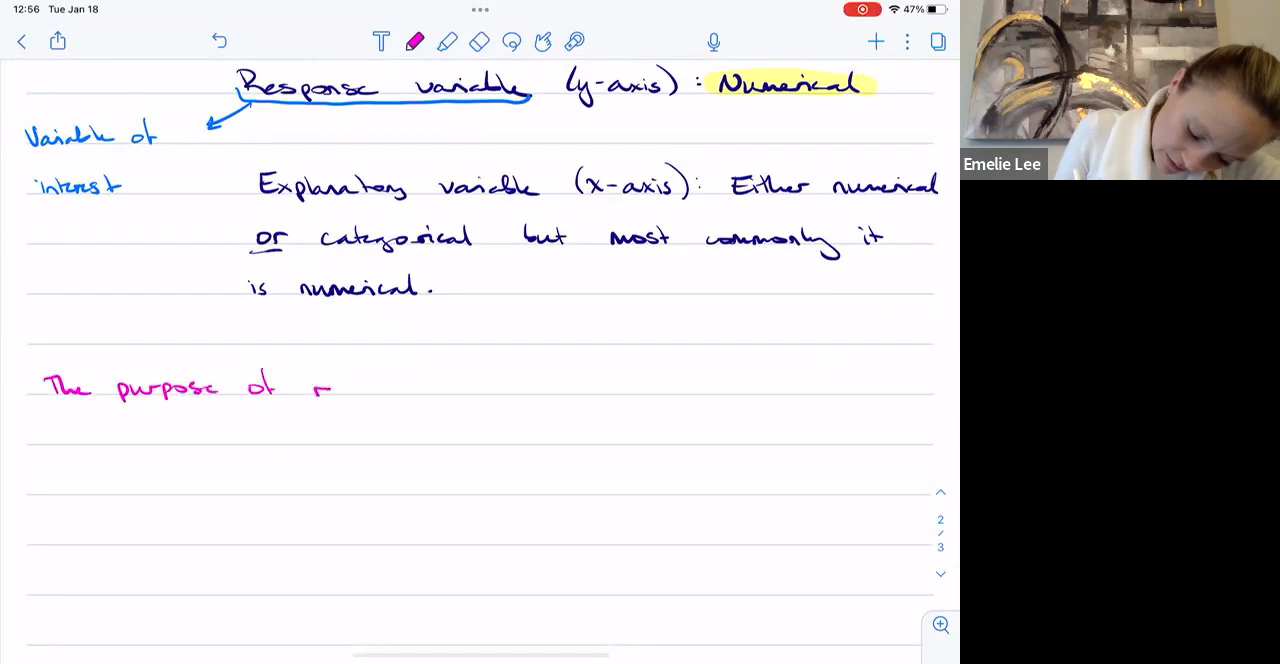 12:56 Tue Jan 18
47%
Response variable (y-axis) : Numerical
Variable of
interest
Explanatory variable (x-axis): Either numerical
or categorical but most commonly it
is numerical.
The purpose of r
2
3
Emelie Lee